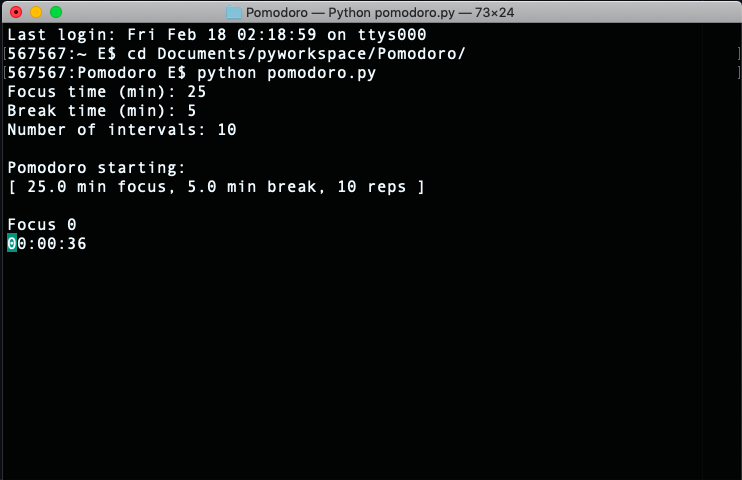 Pomodoro — Python pomodoro.py — 73×24
Last login: Fri Feb 18 02:18:59 on ttys000
[567567:~ E$ cd Documents/pyworkspace/Pomodoro/ ]
[567567:Pomodoro E$ python pomodoro.py ]
Focus time (min): 25
Break time (min): 5
Number of intervals: 10
Pomodoro starting:
[ 25.0 min focus, 5.0 min break, 10 reps ]
Focus 0
00:00:36